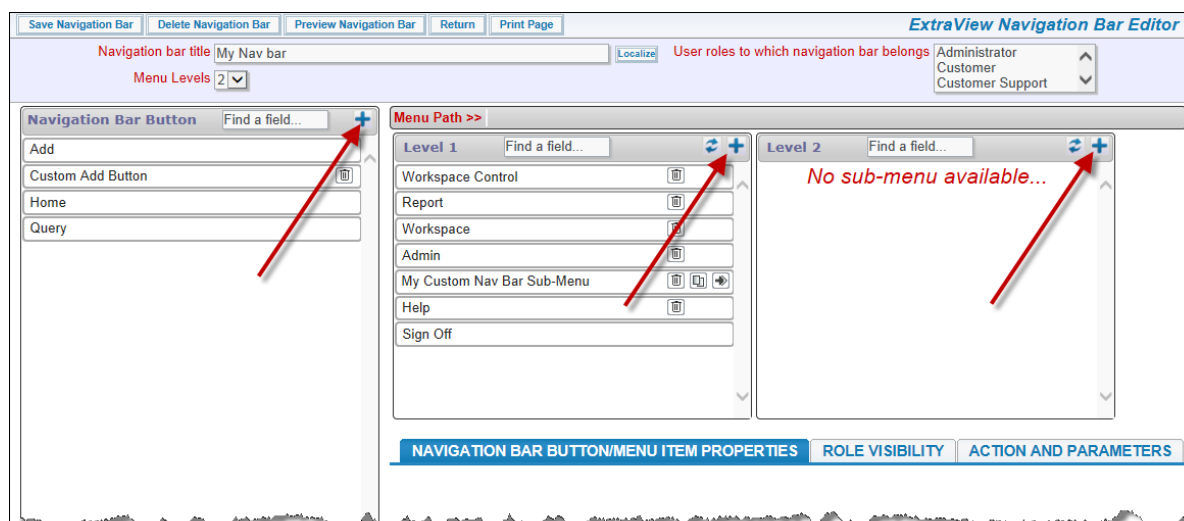 Save Navigation Bar Delete Navigation Bar Preview Navigation Bar Return Print Page ExtraView Navigation Bar Editor
Navigation bar title My Nav bar Localize User roles to which navigation bar belongs Administrator
Customer
Customer Support
Menu Levels 2
Navigation Bar Button Find a field...
Add
Custom Add Button
Home
Query
Menu Path >>
Level 1 Find a field...
Workspace Control
Report
Workspace
Admin
My Custom Nav Bar Sub-Menu
Help
Sign Off
Level 2 Find a field...
No sub-menu available...
NAVIGATION BAR BUTTON/MENU ITEM PROPERTIES ROLE VISIBILITY ACTION AND PARAMETERS